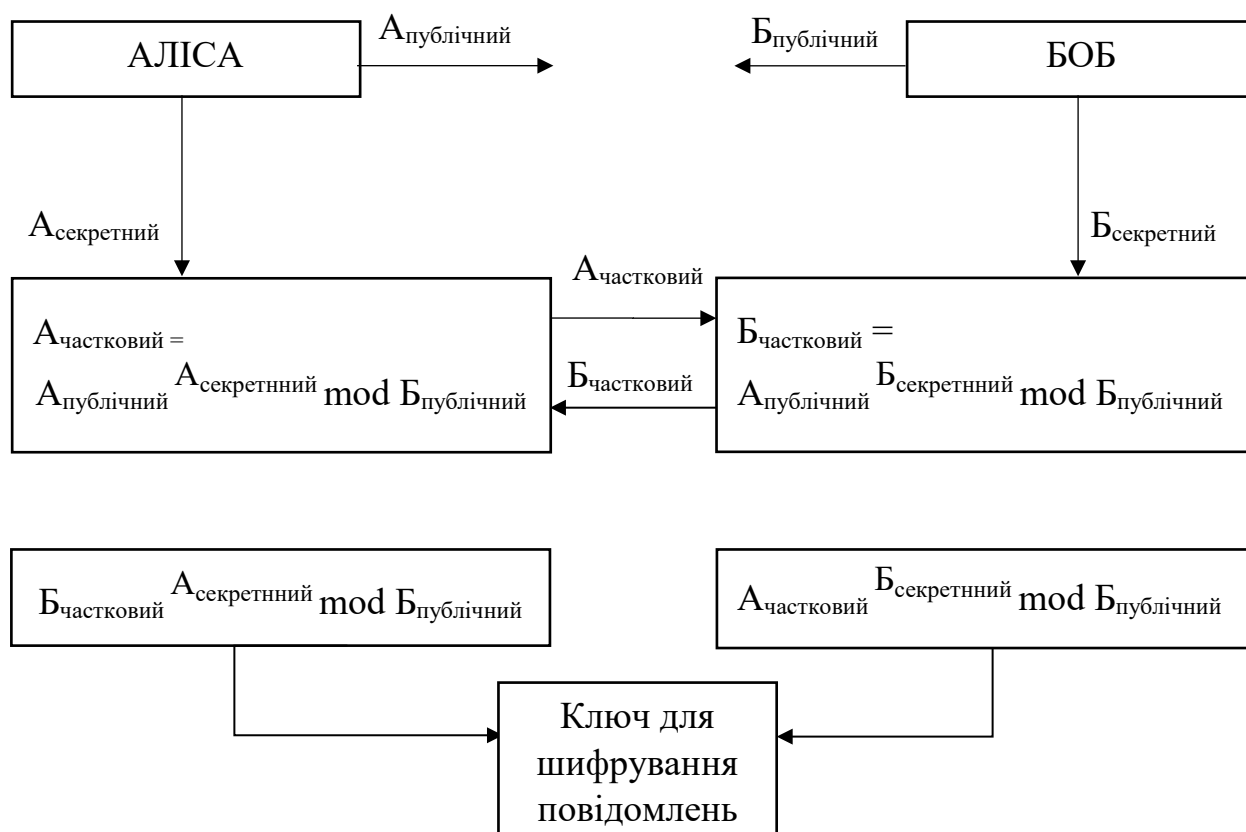 АЛІСА
Апублічний
Бпублічний
БОБ
Асекретний
Бсекретний
Ачастковий =
Апублічний Асекретнний mod Бпублічний
Ачастковий
Бчастковий
Бчастковий =
Апублічний Бсекретнний mod Бпублічний
Бчастковий Асекретнний mod Бпублічний
Ачастковий Бсекретнний mod Бпублічний
Ключ для
шифрування
повідомлень